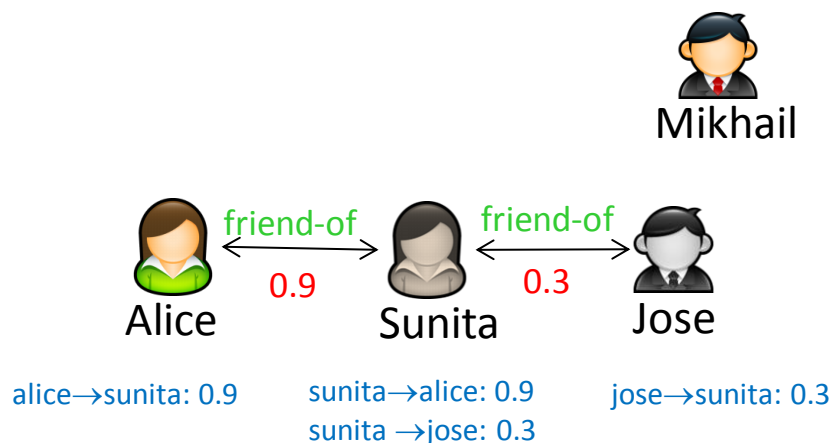 Mikhail
friend-of friend-of
0.9 0.3
Alice Sunita Jose
alice→sunita: 0.9 sunita→alice: 0.9 jose→sunita: 0.3
sunita →jose: 0.3